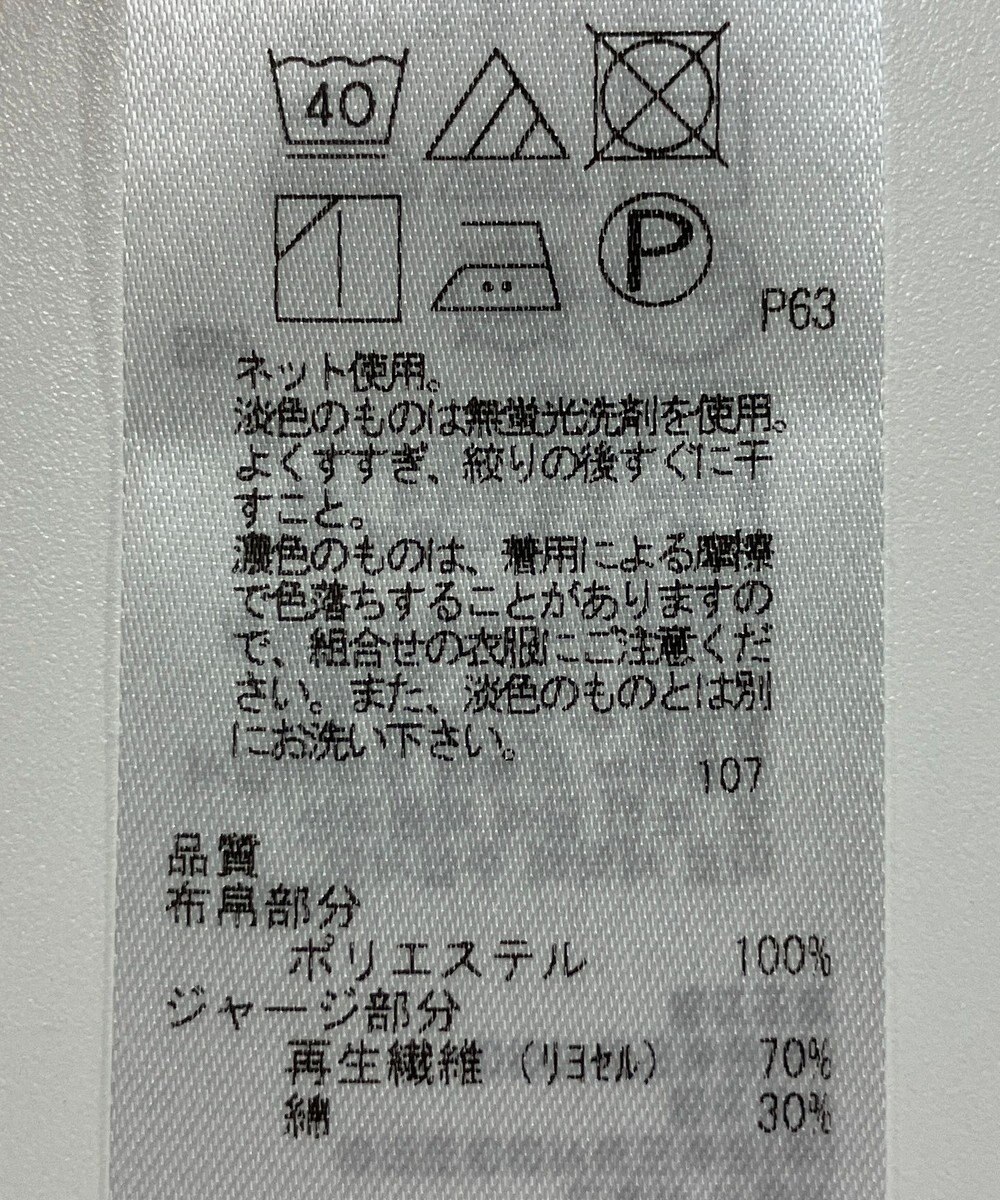 40
P
P63
ネット使用。
淡色のものは無蛍光洗剤を使用。
よくすすぎ、絞りの後すぐに干
すこと。
濃色のものは、着用による摩擦
で色落ちすることがありますの
で、組合せの衣服にご注意くだ
さい。また、淡色のものとは別
にお洗い下さい。
107
品質
布帛部分
ポリエステル 100%
ジャージ部分
再生繊維 (リヨセル) 70%
綿 30%